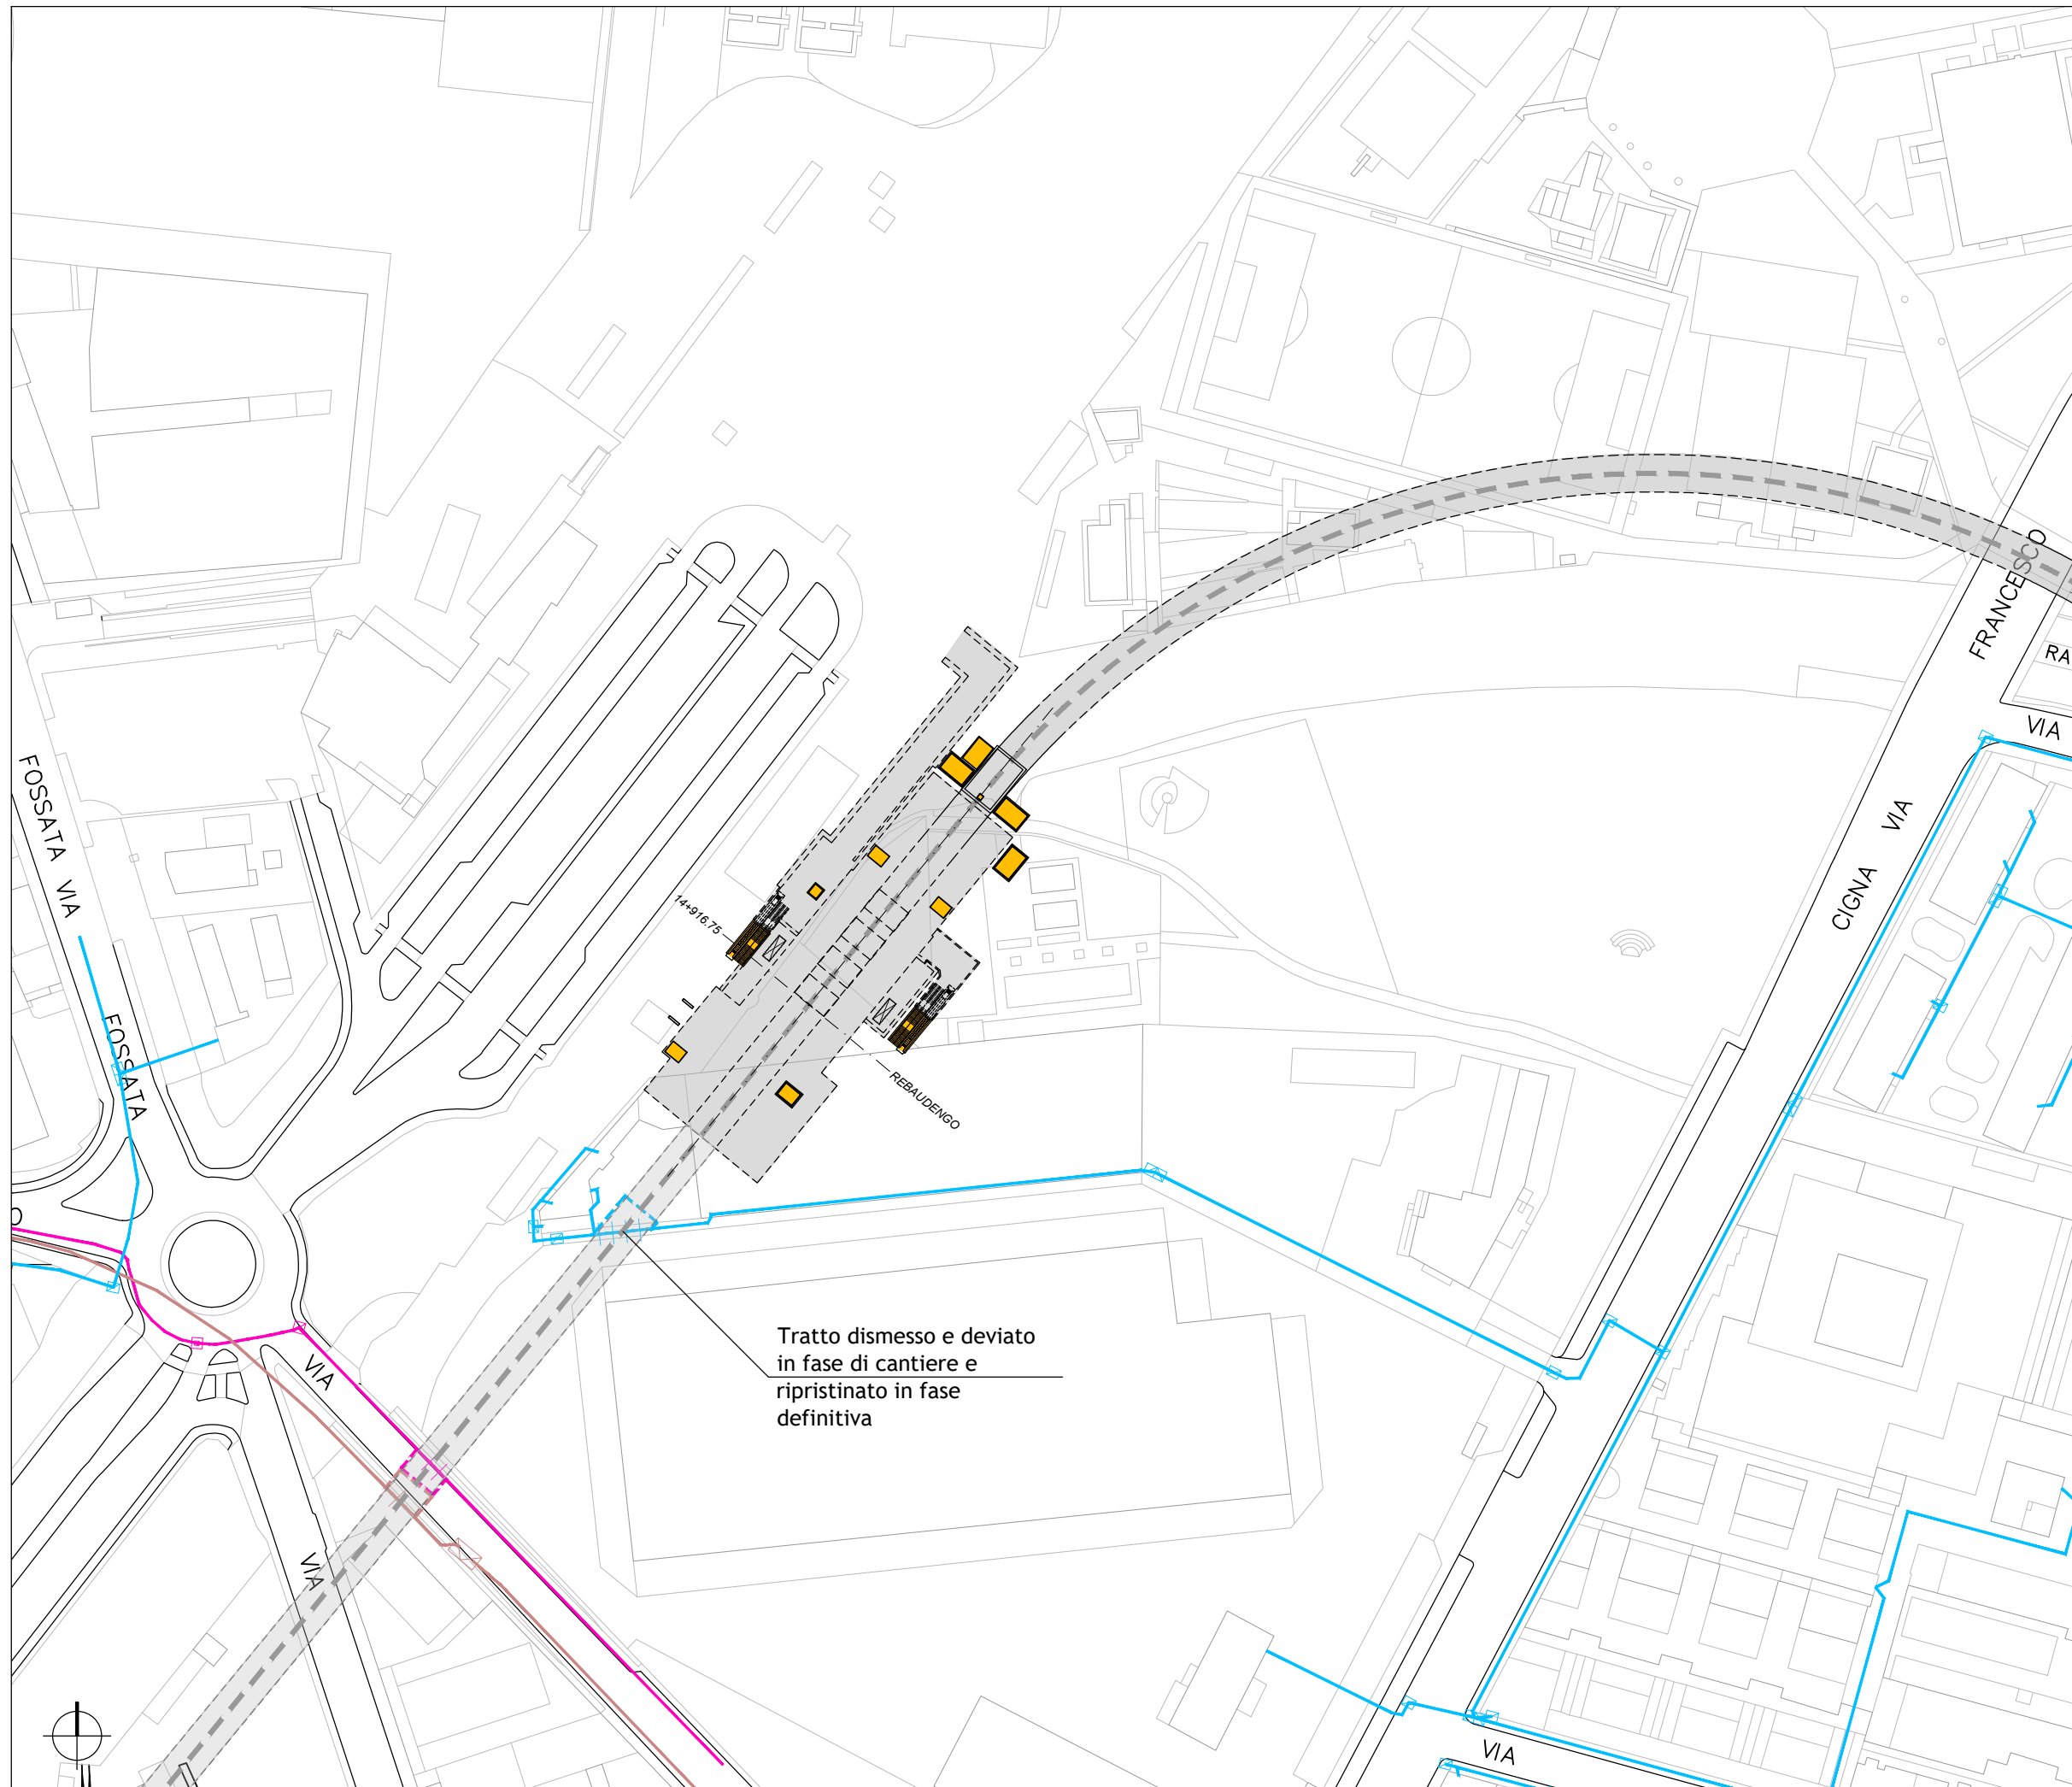 FRANCESCO
RA
VIA
FOSSATA
VIA
VIA
CIGNA
14+916.75
FOSSATA
REBAUDENGO
O
Tratto dismesso e deviato
in fase di cantiere e
ripristinato in fase
definitiva
VIA
VIA
VIA